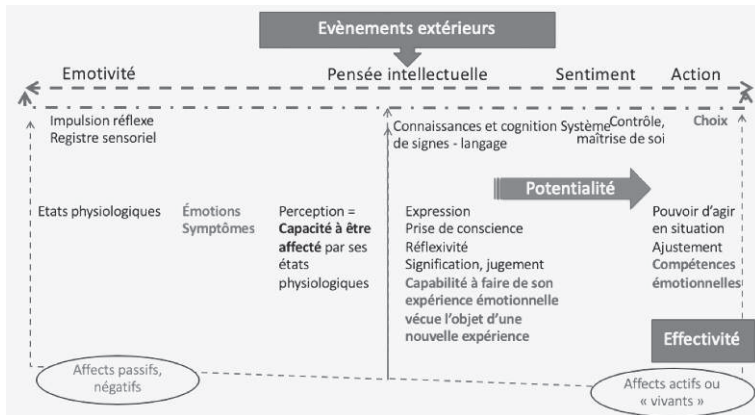 Evènements extérieurs
Emotivité
Pensée intellectuelle
Sentiment
Action
Impulsion réflexe
Registre sensoriel
Connaissances et cognition Système
de signes - langage
Contrôle,
maîtrise de soi
Choix
Potentialité
Etats physiologiques
Émotions
Symptômes
Perception =
Capacité à être
affecté par ses
états
physiologiques
Expression
Prise de conscience
Réflexivité
Signification, jugement
Capabilité à faire de son
expérience émotionnelle
vécue l'objet d'une
nouvelle expérience
Pouvoir d'agir
en situation
Ajustement
Compétences
émotionnelles
Effectivité
Affects passifs,
négatifs
Affects actifs ou
« vivants »